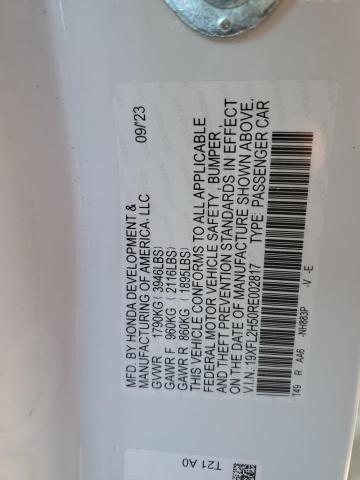 MFD. BY HONDA DEVELOPMENT &
MANUFACTURING OF AMERICA, LLC
09/'23
GVWR 1790KG (3946LBS)
GAWR F 960KG (2116LBS)
GAWR R 860KG (1895LBS)
THIS VEHICLE CONFORMS TO ALL APPLICABLE
FEDERAL MOTOR VEHICLE SAFETY, BUMPER,
AND THEFT PREVENTION STANDARDS IN EFFECT
ON THE DATE OF MANUFACTURE SHOWN ABOVE.
V.I.N.:19XFL2H50RE002817 TYPE: PASSENGER CAR
T49 R AA6 -NH883P -V -E
T21 A0